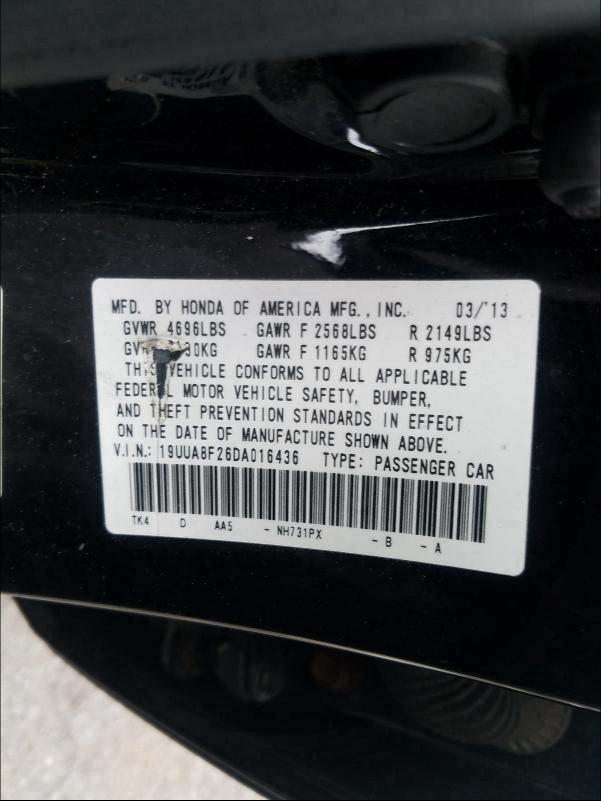 MFD. BY HONDA OF AMERICA MFG., INC. 03/'13
GVWR 4696LBS GAWR F 2568LBS R 2149LBS
GAWR F 1165KG R 975KG
THIS VEHICLE CONFORMS TO ALL APPLICABLE
FEDERAL MOTOR VEHICLE SAFETY, BUMPER,
AND THEFT PREVENTION STANDARDS IN EFFECT
ON THE DATE OF MANUFACTURE SHOWN ABOVE.
V.I.N.: 19UUA8F26DA016436 TYPE: PASSENGER CAR
TK4 D AA5 - NH731PX - B - A